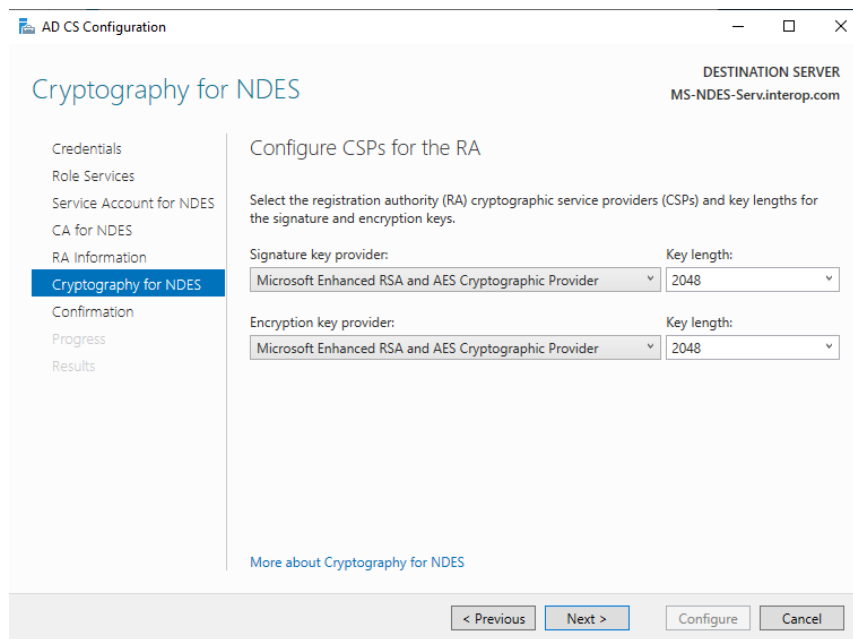 AD CS Configuration
DESTINATION SERVER
MS-NDES-Serv.interop.com
Cryptography for NDES
Credentials
Role Services
Service Account for NDES
CA for NDES
RA Information
Cryptography for NDES
Confirmation
Progress
Results
Configure CSPs for the RA
Select the registration authority (RA) cryptographic service providers (CSPs) and key lengths for
the signature and encryption keys.
Signature key provider: Key length:
Microsoft Enhanced RSA and AES Cryptographic Provider 2048
Encryption key provider: Key length:
Microsoft Enhanced RSA and AES Cryptographic Provider 2048
More about Cryptography for NDES
< Previous Next > Configure Cancel